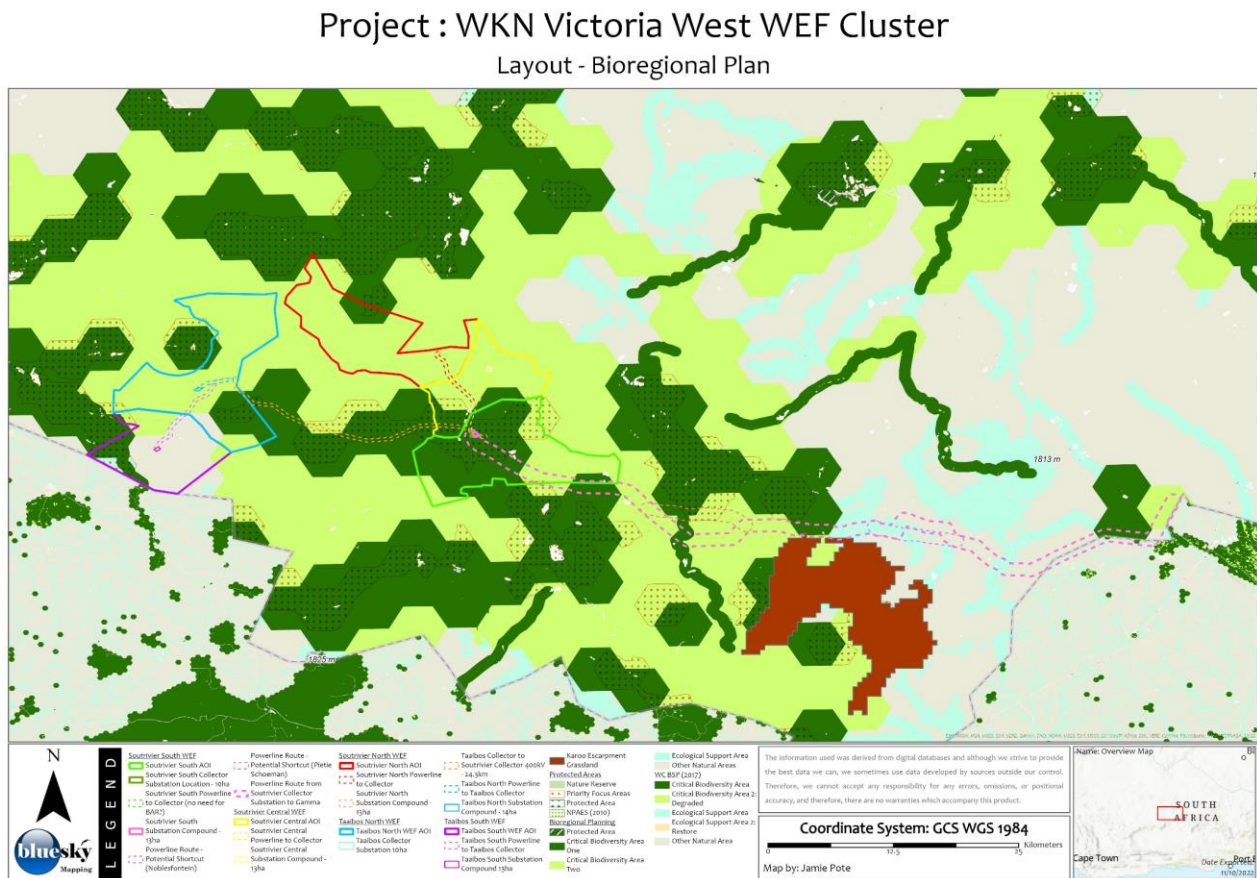 Project : WKN Victoria West WEF Cluster
Layout - Bioregional Plan
1813 m
1825 m
N
bluesky
Mapping
LEGEND
Soutrivier South WEF
Soutrivier South AOI
Soutrivier South Collector
Substation Location - 10ha
Soutrivier South Powerline
to Collector (no need for
BAR?)
Soutrivier South
Substation Compound -
13ha
Powerline Route -
Potential Shortcut
(Noblesfontein)
Powerline Route -
Potential Shortcut (Pietie
Schoeman)
Powerline Route from
Soutrivier Collector
Substation to Gamma
Soutrivier Central WEF
Soutrivier Central AOI
Soutrivier Central
Powerline to Collector
Soutrivier Central
Substation Compound -
13ha
Soutrivier North WEF
Soutrivier North AOI
Soutrivier North Powerline
to Collector
Soutrivier North
Substation Compound -
13ha
Taaibos North WEF
Taaibos North WEF AOI
Taaibos Collector
Substation 10ha
Taaibos Collector to
Soutrivier Collector 400kV
- 24.3km
Taaibos North Powerline
to Taaibos Collector
Taaibos North Substation
Compound - 14ha
Taaibos South WEF
Taaibos South WEF AOI
Taaibos South Powerline
to Taaibos Collector
Taaibos South Substation
Compound 13ha
Karoo Escarpment
Grassland
Protected Areas
Nature Reserve
Priority Focus Areas
Protected Area
NPAES (2010)
Bioregional Planning
Protected Area
Critical Biodiversity Area
One
Critical Biodiversity Area
Two
Ecological Support Area
Other Natural Areas
WC BSP (2017)
Critical Biodiversity Area
Critical Biodiversity Area 2:
Degraded
Ecological Support Area
Ecological Support Area 2:
Restore
Other Natural Area
The information used was derived from digital databases and although we strive to provide
the best data we can, we sometimes use data developed by sources outside our control.
Therefore, we cannot accept any responsibility for any errors, omissions, or positional
accuracy, and therefore, there are no warranties which accompany this product.
Coordinate System: GCS WGS 1984
Kilometers
0 12.5 25
Map by: Jamie Pote
Name: Overview Map
SOUTH
AFRICA
Cape Town
Port
Date Exported:
11/10/2022